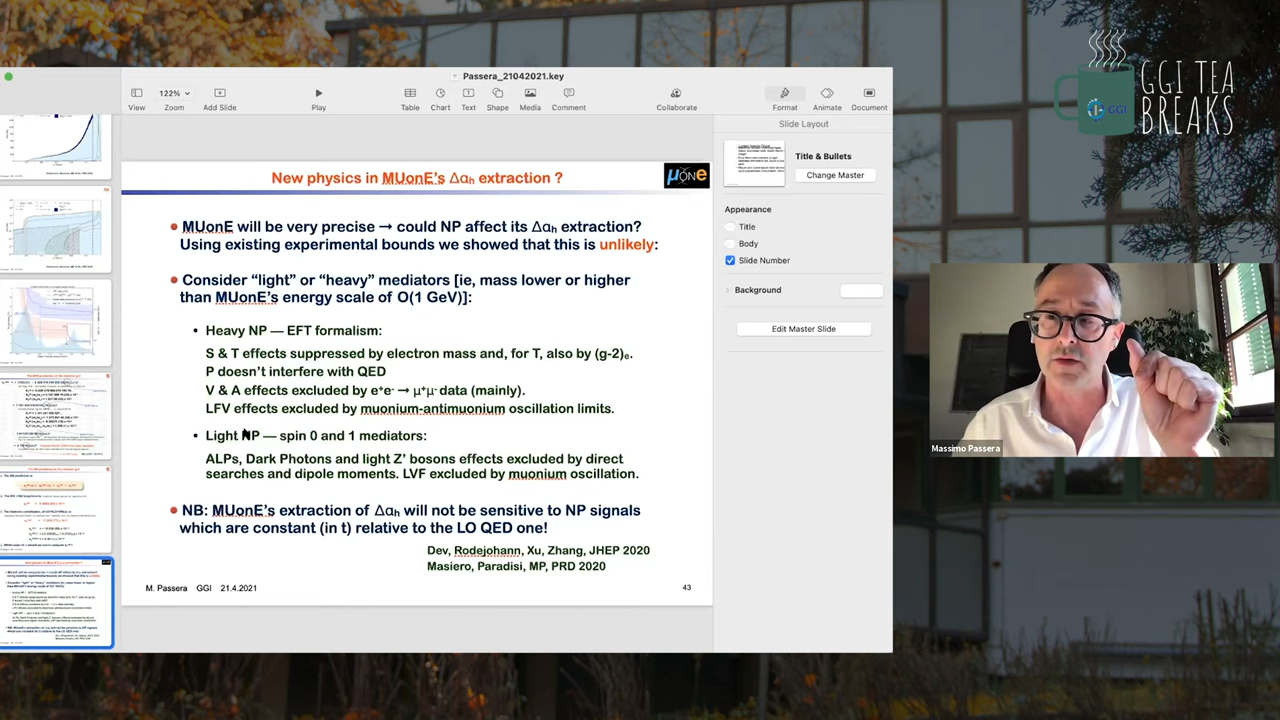 GGI TEA
BREAKS
GGI
Passera_21042021.key
View
122%
Zoom
Add Slide
Play
Table
Chart
Text
Shape
Media
Comment
Collaborate
Format
Animate
Document
Slide Layout
Title & Bullets
Change Master
Appearance
Title
Body
Slide Number
Background
Edit Master Slide
New physics in MUonE's Δαₕ extraction ?
μone
MUonE will be very precise → could NP affect its Δαₕ extraction?
Using existing experimental bounds we showed that this is unlikely:
Consider “light” or “heavy” mediators [ie, mass lower or higher
than MUonE's energy scale of O(1 GeV)]:
• Heavy NP — EFT formalism:
S & T effects suppressed by electron mass and, for T, also by (g-2)ₑ.
P doesn't interfere with QED
V & A effects excluded by e⁺e⁻ → μ⁺μ⁻ data (mainly).
LFV effects excluded by muonium-antimuonium oscillation limits.
• Light NP — spin 0 and 1 mediators:
ALPs, Dark Photons and light Z' bosons effects excluded by direct
searches and dipole moments. LVF excl. by muonium oscillation.
NB: MUonE's extraction of Δαₕ will not be sensitive to NP signals
which are constant (in t) relative to the LO QED one!
Dev, Rodejohann, Xu, Zhang, JHEP 2020
Masiero, Paradisi, MP, PRD 2020
M. Passera GGI 21.4.2021
43
Massimo Passera